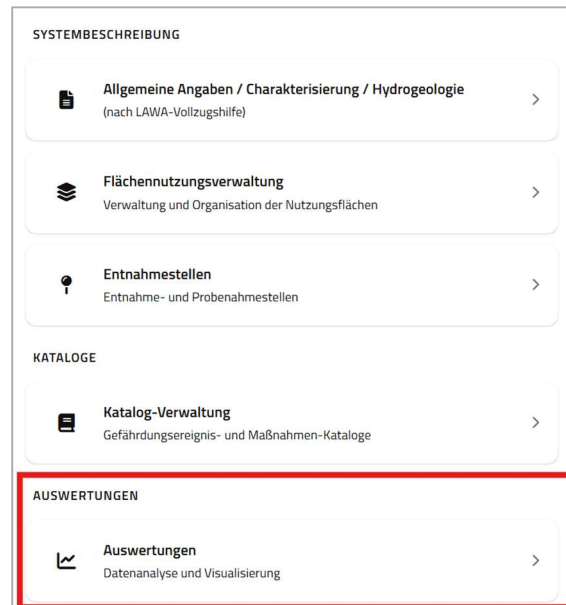 SYSTEMBESCHREIBUNG
Allgemeine Angaben / Charakterisierung / Hydrogeologie
(nach LAWA-Vollzugshilfe)
Flächennutzungsverwaltung
Verwaltung und Organisation der Nutzungsflächen
Entnahmestellen
Entnahme- und Probenahmestellen
KATALOGE
Katalog-Verwaltung
Gefährdungsereignis- und Maßnahmen-Kataloge
AUSWERTUNGEN
Auswertungen
Datenanalyse und Visualisierung